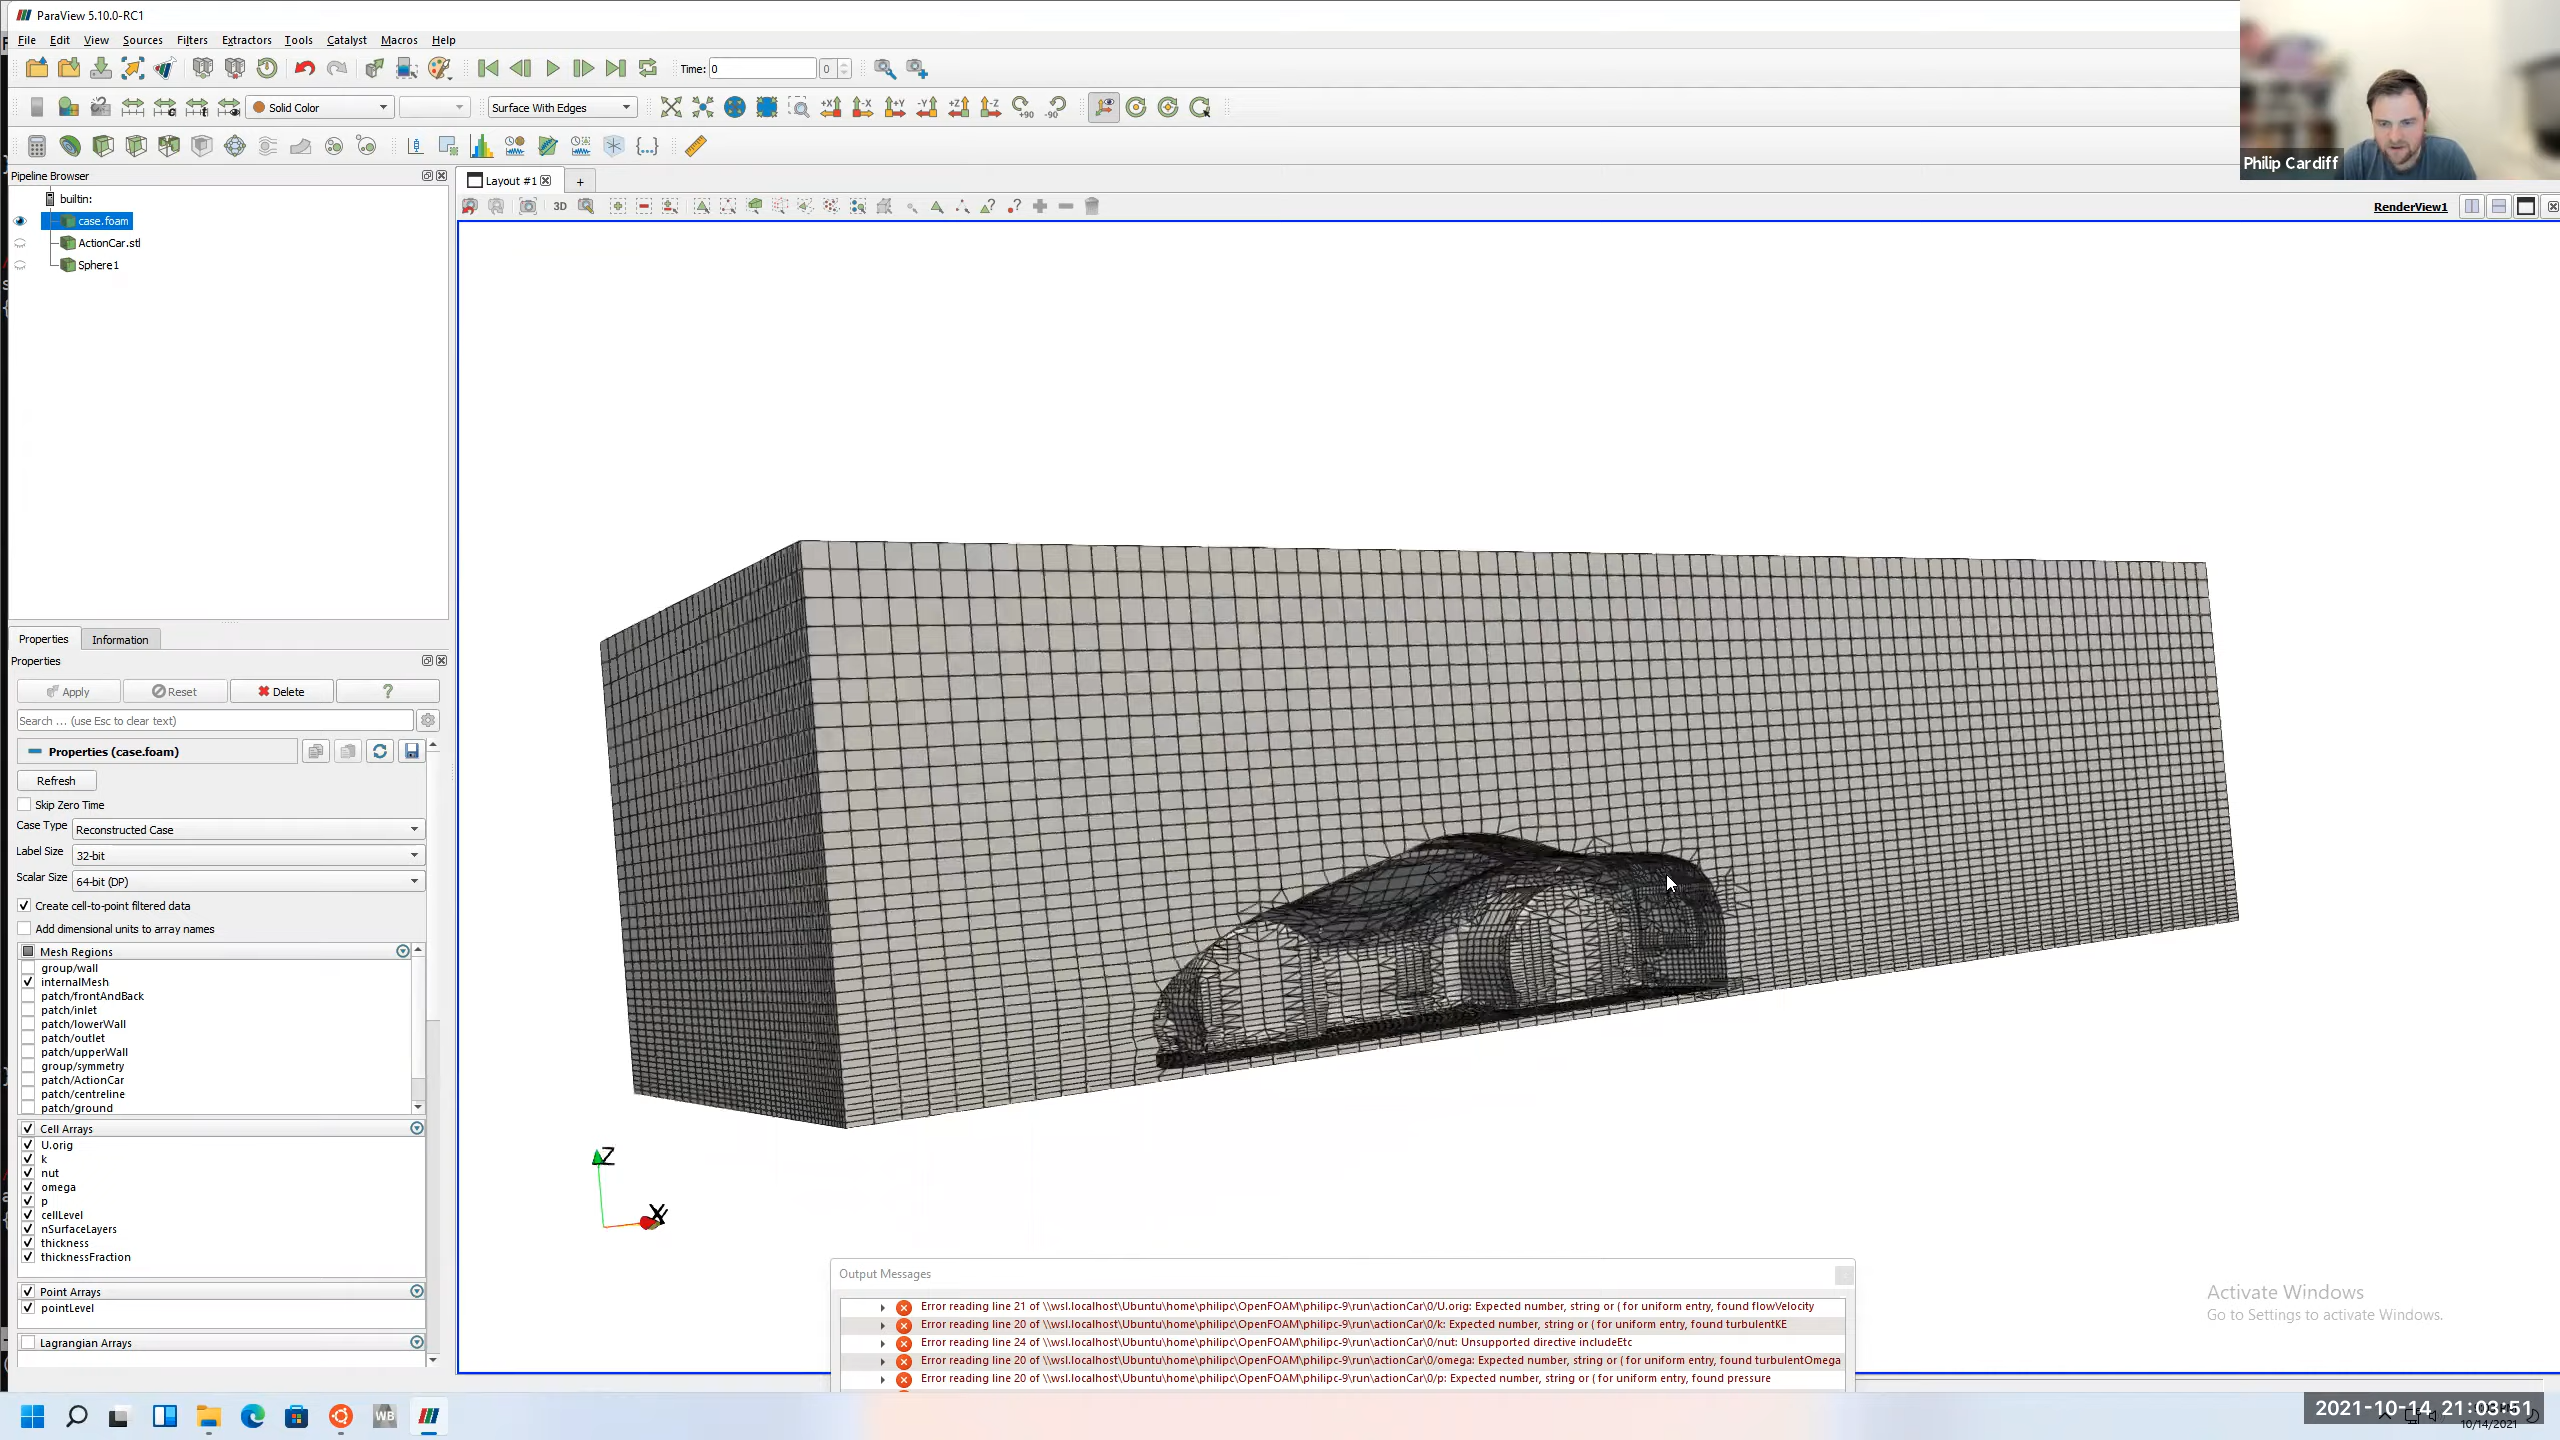 ParaView 5.10.0-RC1
File Edit View Sources Filters Extractors Tools Catalyst Macros Help
Time: 0 0
Solid Color Surface With Edges +X -X +Y -Y +Z -Z +90 -90
Philip Cardiff
Pipeline Browser
Layout #1 +
3D
RenderView1
builtin:
case.foam
ActionCar.stl
Sphere1
Properties Information
Properties
Apply Reset Delete ?
Search ... (use Esc to clear text)
Properties (case.foam)
Refresh
Skip Zero Time
Case Type Reconstructed Case
Label Size 32-bit
Scalar Size 64-bit (DP)
Create cell-to-point filtered data
Add dimensional units to array names
Mesh Regions
group/wall
internalMesh
patch/frontAndBack
patch/inlet
patch/lowerWall
patch/outlet
patch/upperWall
group/symmetry
patch/ActionCar
patch/centreline
patch/ground
Cell Arrays
U.orig
k
nut
omega
p
cellLevel
nSurfaceLayers
thickness
thicknessFraction
Point Arrays
pointLevel
Lagrangian Arrays
Z
X
Output Messages
Error reading line 21 of \\wsl.localhost\Ubuntu\home\philipc\OpenFOAM\philipc-9\run\actionCar\0/U.orig: Expected number, string or ( for uniform entry, found flowVelocity
Error reading line 20 of \\wsl.localhost\Ubuntu\home\philipc\OpenFOAM\philipc-9\run\actionCar\0/k: Expected number, string or ( for uniform entry, found turbulentKE
Error reading line 24 of \\wsl.localhost\Ubuntu\home\philipc\OpenFOAM\philipc-9\run\actionCar\0/nut: Unsupported directive includeEtc
Error reading line 20 of \\wsl.localhost\Ubuntu\home\philipc\OpenFOAM\philipc-9\run\actionCar\0/omega: Expected number, string or ( for uniform entry, found turbulentOmega
Error reading line 20 of \\wsl.localhost\Ubuntu\home\philipc\OpenFOAM\philipc-9\run\actionCar\0/p: Expected number, string or ( for uniform entry, found pressure
Activate Windows
Go to Settings to activate Windows.
WB
2021-10-14 21:03:51
10/14/2021